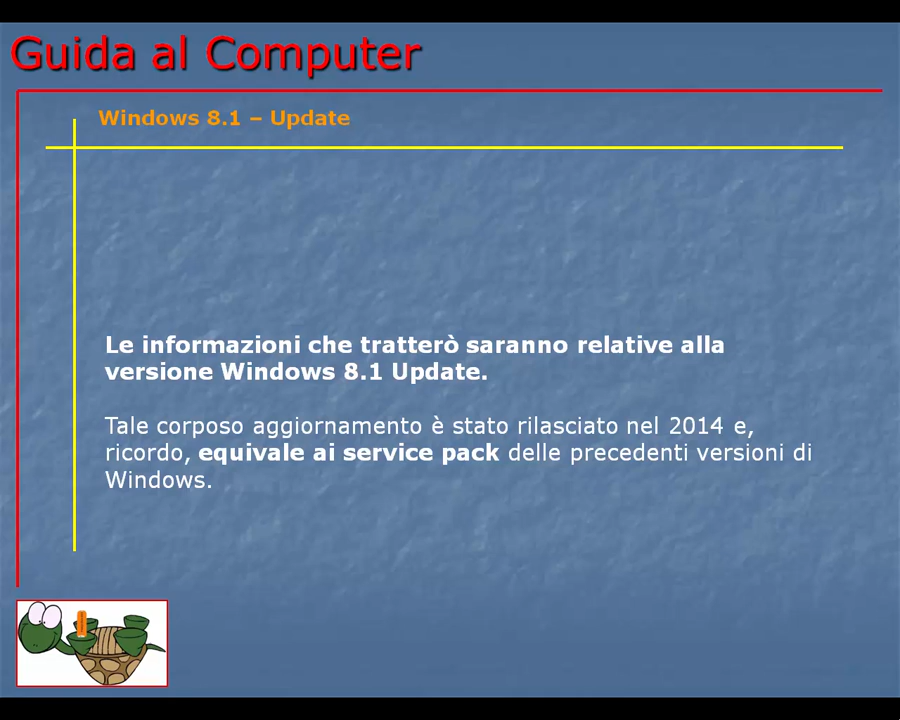 Guida al Computer
Windows 8.1 – Update
Le informazioni che tratterò saranno relative alla
versione Windows 8.1 Update.
Tale corposo aggiornamento è stato rilasciato nel 2014 e,
ricordo, equivale ai service pack delle precedenti versioni di
Windows.